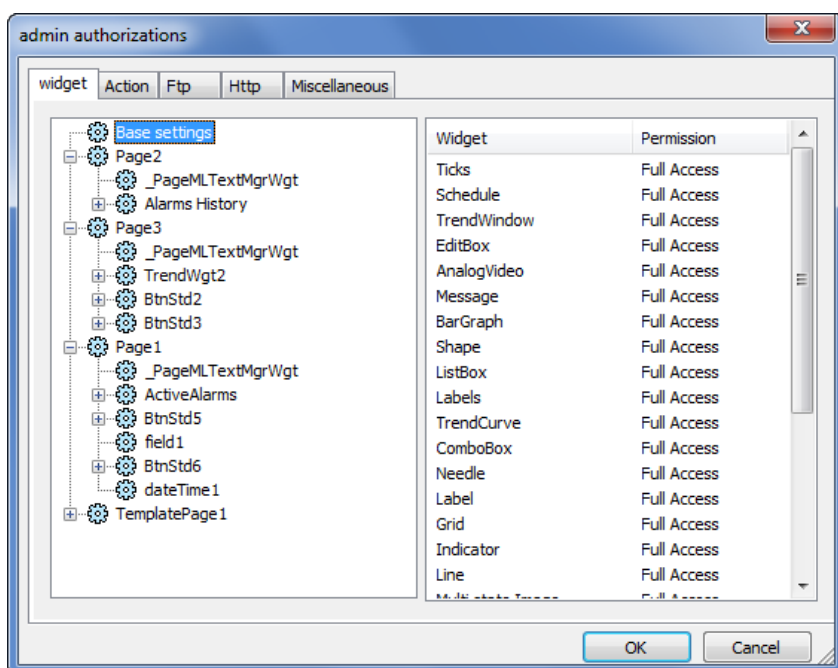 admin authorizations
widget Action Ftp Http Miscellaneous
Base settings
Page2
_PageMLTextMgrWgt
Alarms History
Page3
_PageMLTextMgrWgt
TrendWgt2
BtnStd2
BtnStd3
Page1
_PageMLTextMgrWgt
ActiveAlarms
BtnStd5
field1
BtnStd6
dateTime1
TemplatePage1
Widget Permission
Ticks Full Access
Schedule Full Access
TrendWindow Full Access
EditBox Full Access
AnalogVideo Full Access
Message Full Access
BarGraph Full Access
Shape Full Access
ListBox Full Access
Labels Full Access
TrendCurve Full Access
ComboBox Full Access
Needle Full Access
Label Full Access
Grid Full Access
Indicator Full Access
Line Full Access
OK Cancel